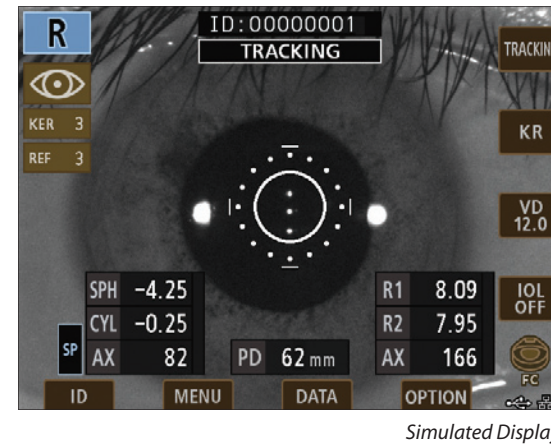 R
ID:00000001
TRACKING
TRACKIN
KER 3
REF 3
KR
VD
12.0
IOL
OFF
SPH -4.25
CYL -0.25
AX 82
SP
PD 62 mm
R1 8.09
R2 7.95
AX 166
FC
ID MENU DATA OPTION
Simulated Displa